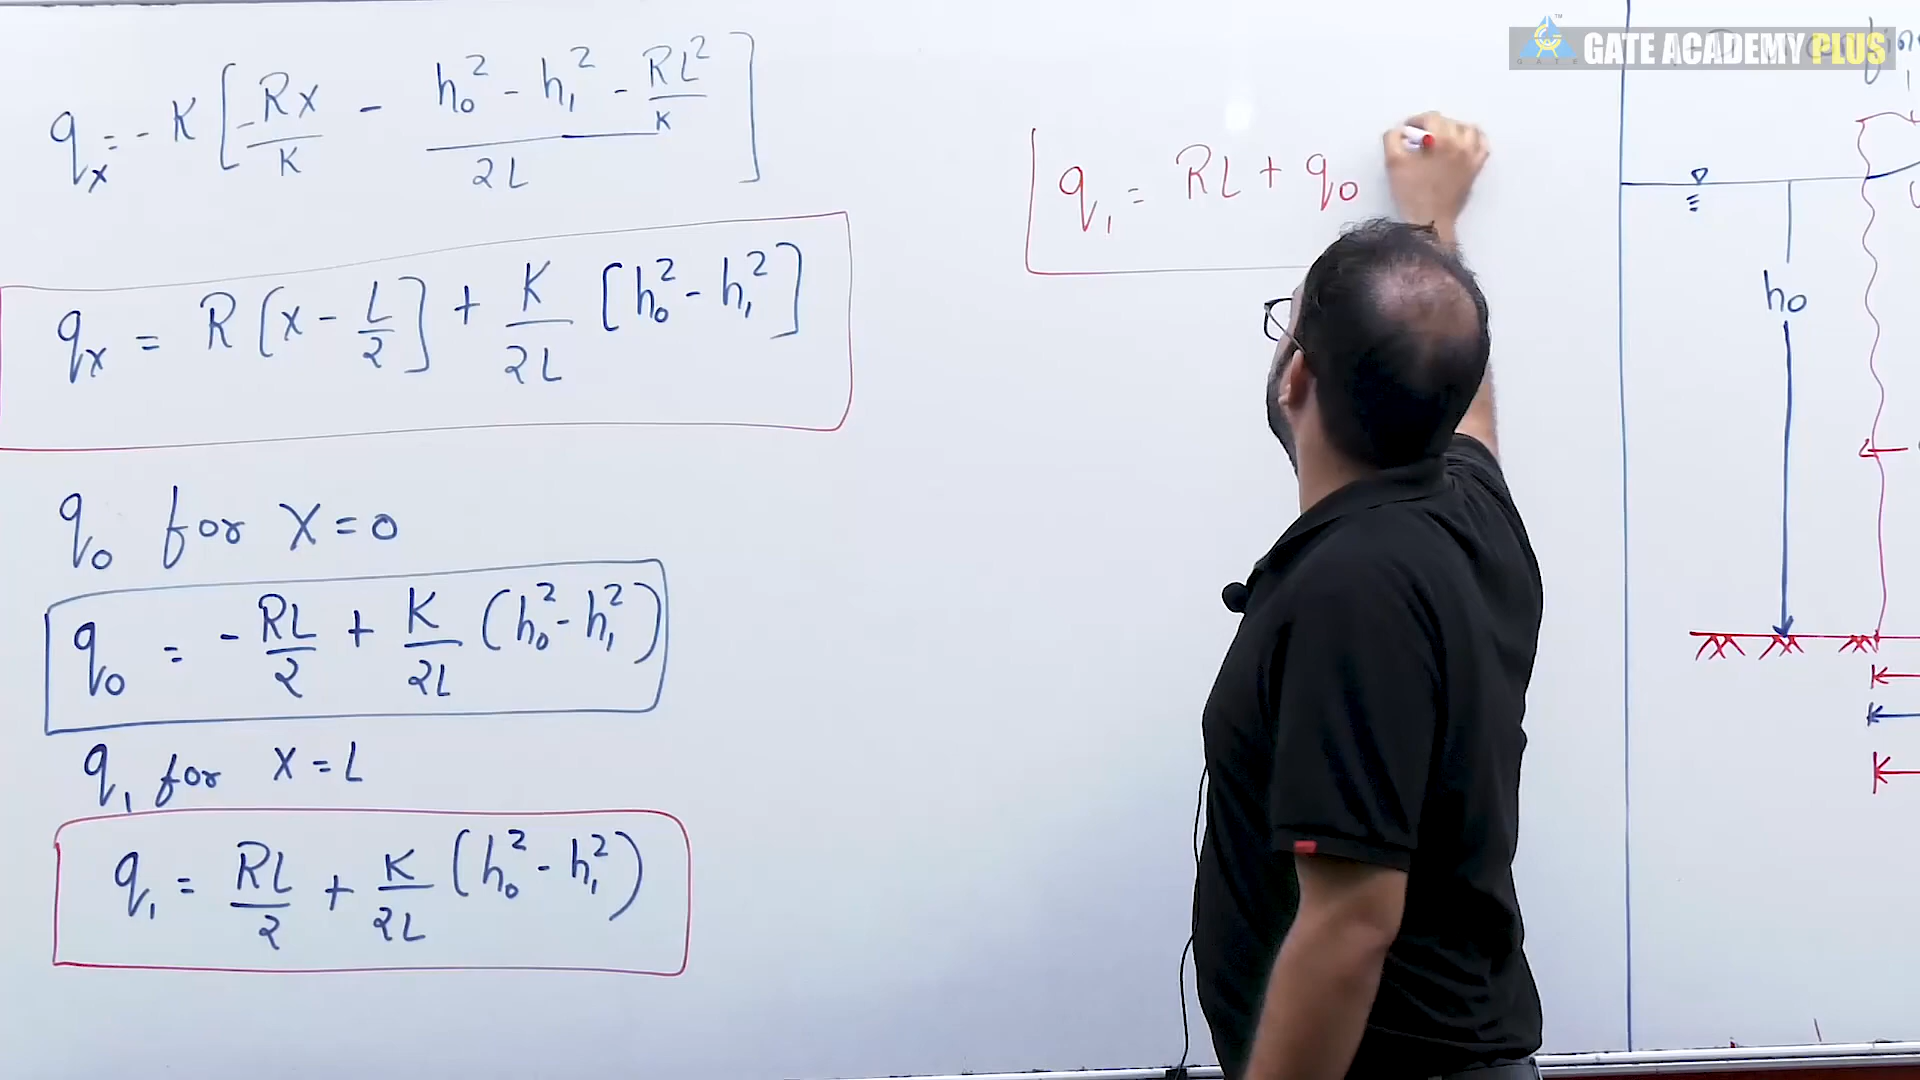 GATE ACADEMY PLUS
qₓ = - K [ -Rx/K - (h₀² - h₁² - RL²/K)/2L ]
qₓ = R [x - L/2] + K/2L [h₀² - h₁²]
q₀ for x = 0
q₀ = - RL/2 + K/2L (h₀² - h₁²)
q₁ for x = L
q₁ = RL/2 + K/2L (h₀² - h₁²)
q₁ = RL + q₀
h₀